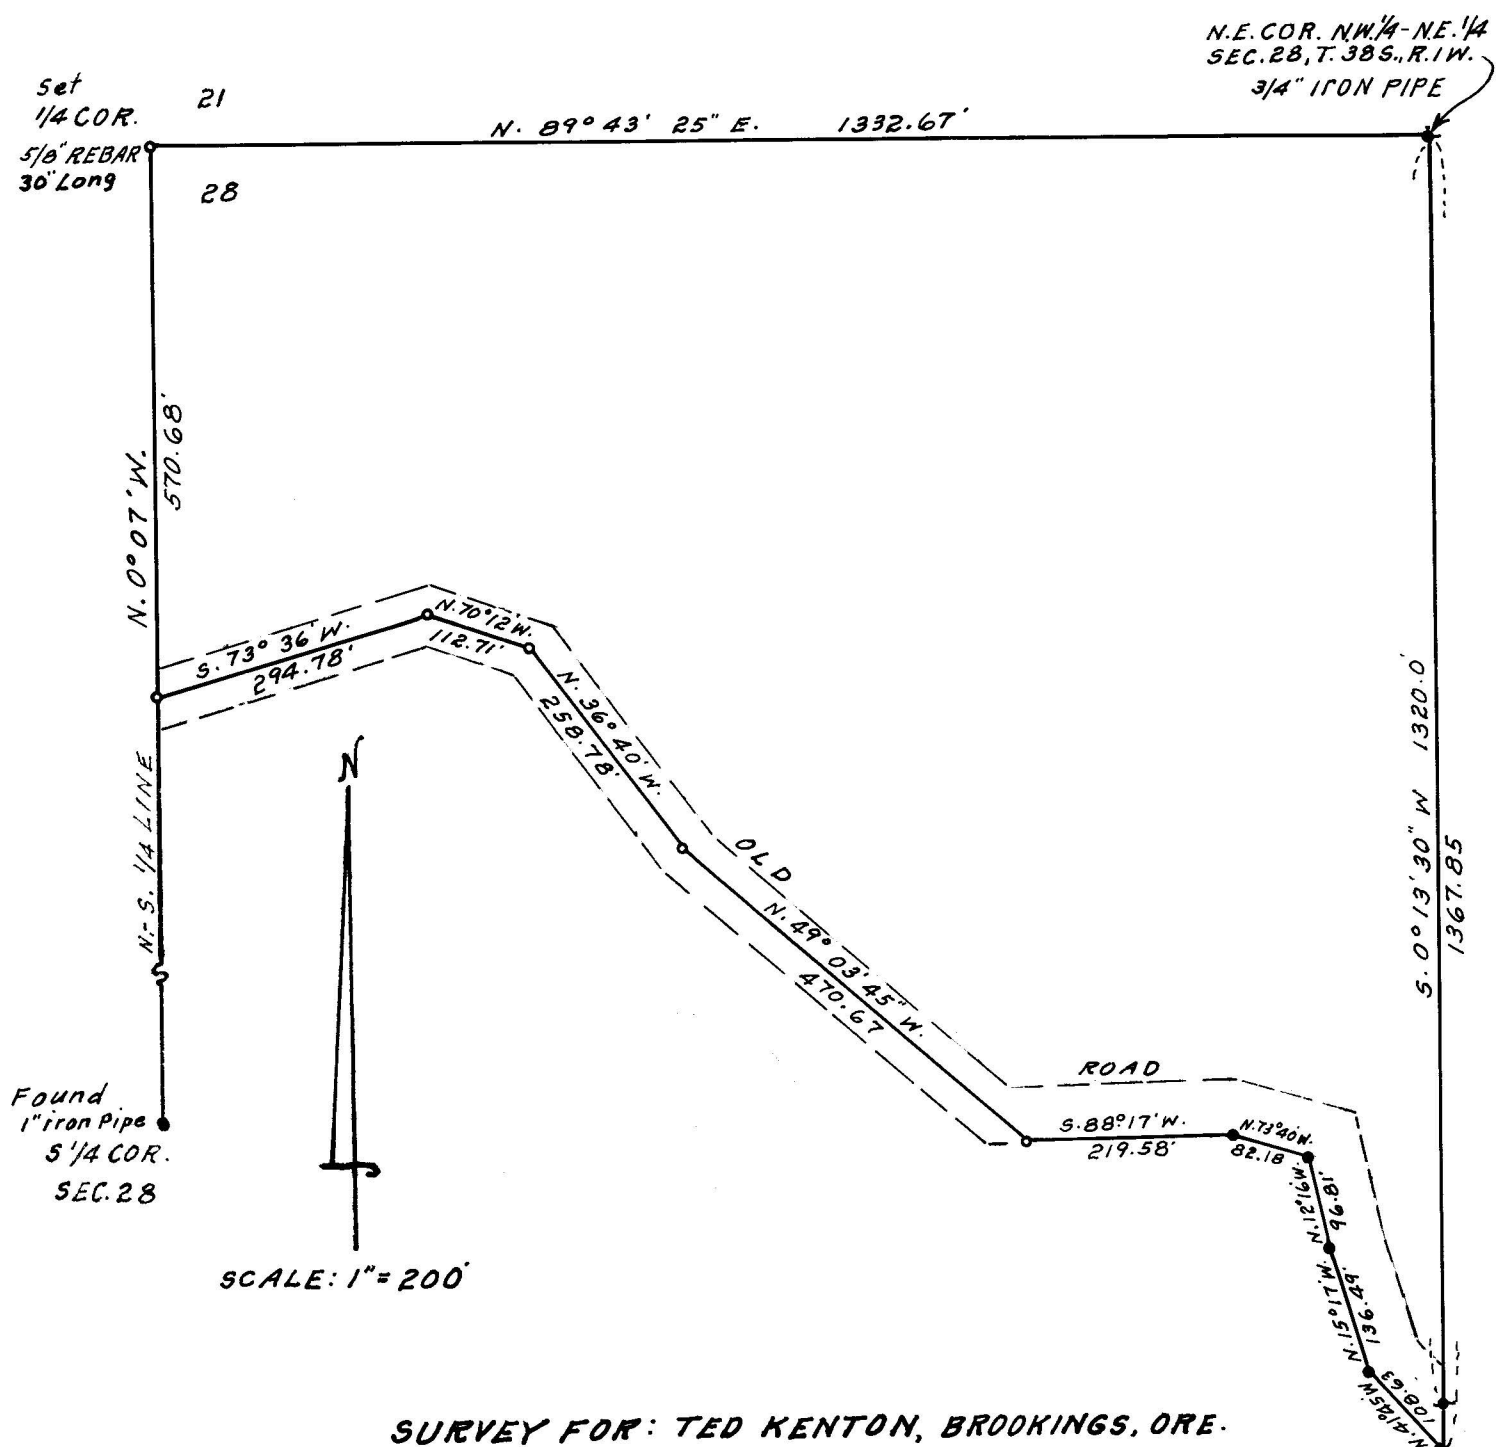 N.E. COR. N.W.1/4-N.E.1/4
SEC.28, T.38S., R.1W.
3/4" IRON PIPE
Set
1/4 COR.
5/8" REBAR
30" Long
21
28
N. 89° 43' 25" E. 1332.67'
N. 0° 07' W.
570.68'
S. 73° 36' W.
294.78'
N. 70° 12' W.
112.71'
N. 36° 40' W.
258.78'
N.-S. 1/4 LINE
N
OLD
N. 49° 03' 45" W.
470.67
S. 0° 13' 30" W 1320.0'
1367.85
ROAD
S. 88° 17' W.
219.58'
N. 73° 40' W.
82.18
N. 12° 16' W.
96.81'
N. 15° 17' W.
136.49'
N. 41° 45' W.
108.63
Found
1" iron Pipe
S 1/4 COR.
SEC. 28
SCALE: 1" = 200'
SURVEY FOR: TED KENTON, BROOKINGS, ORE.